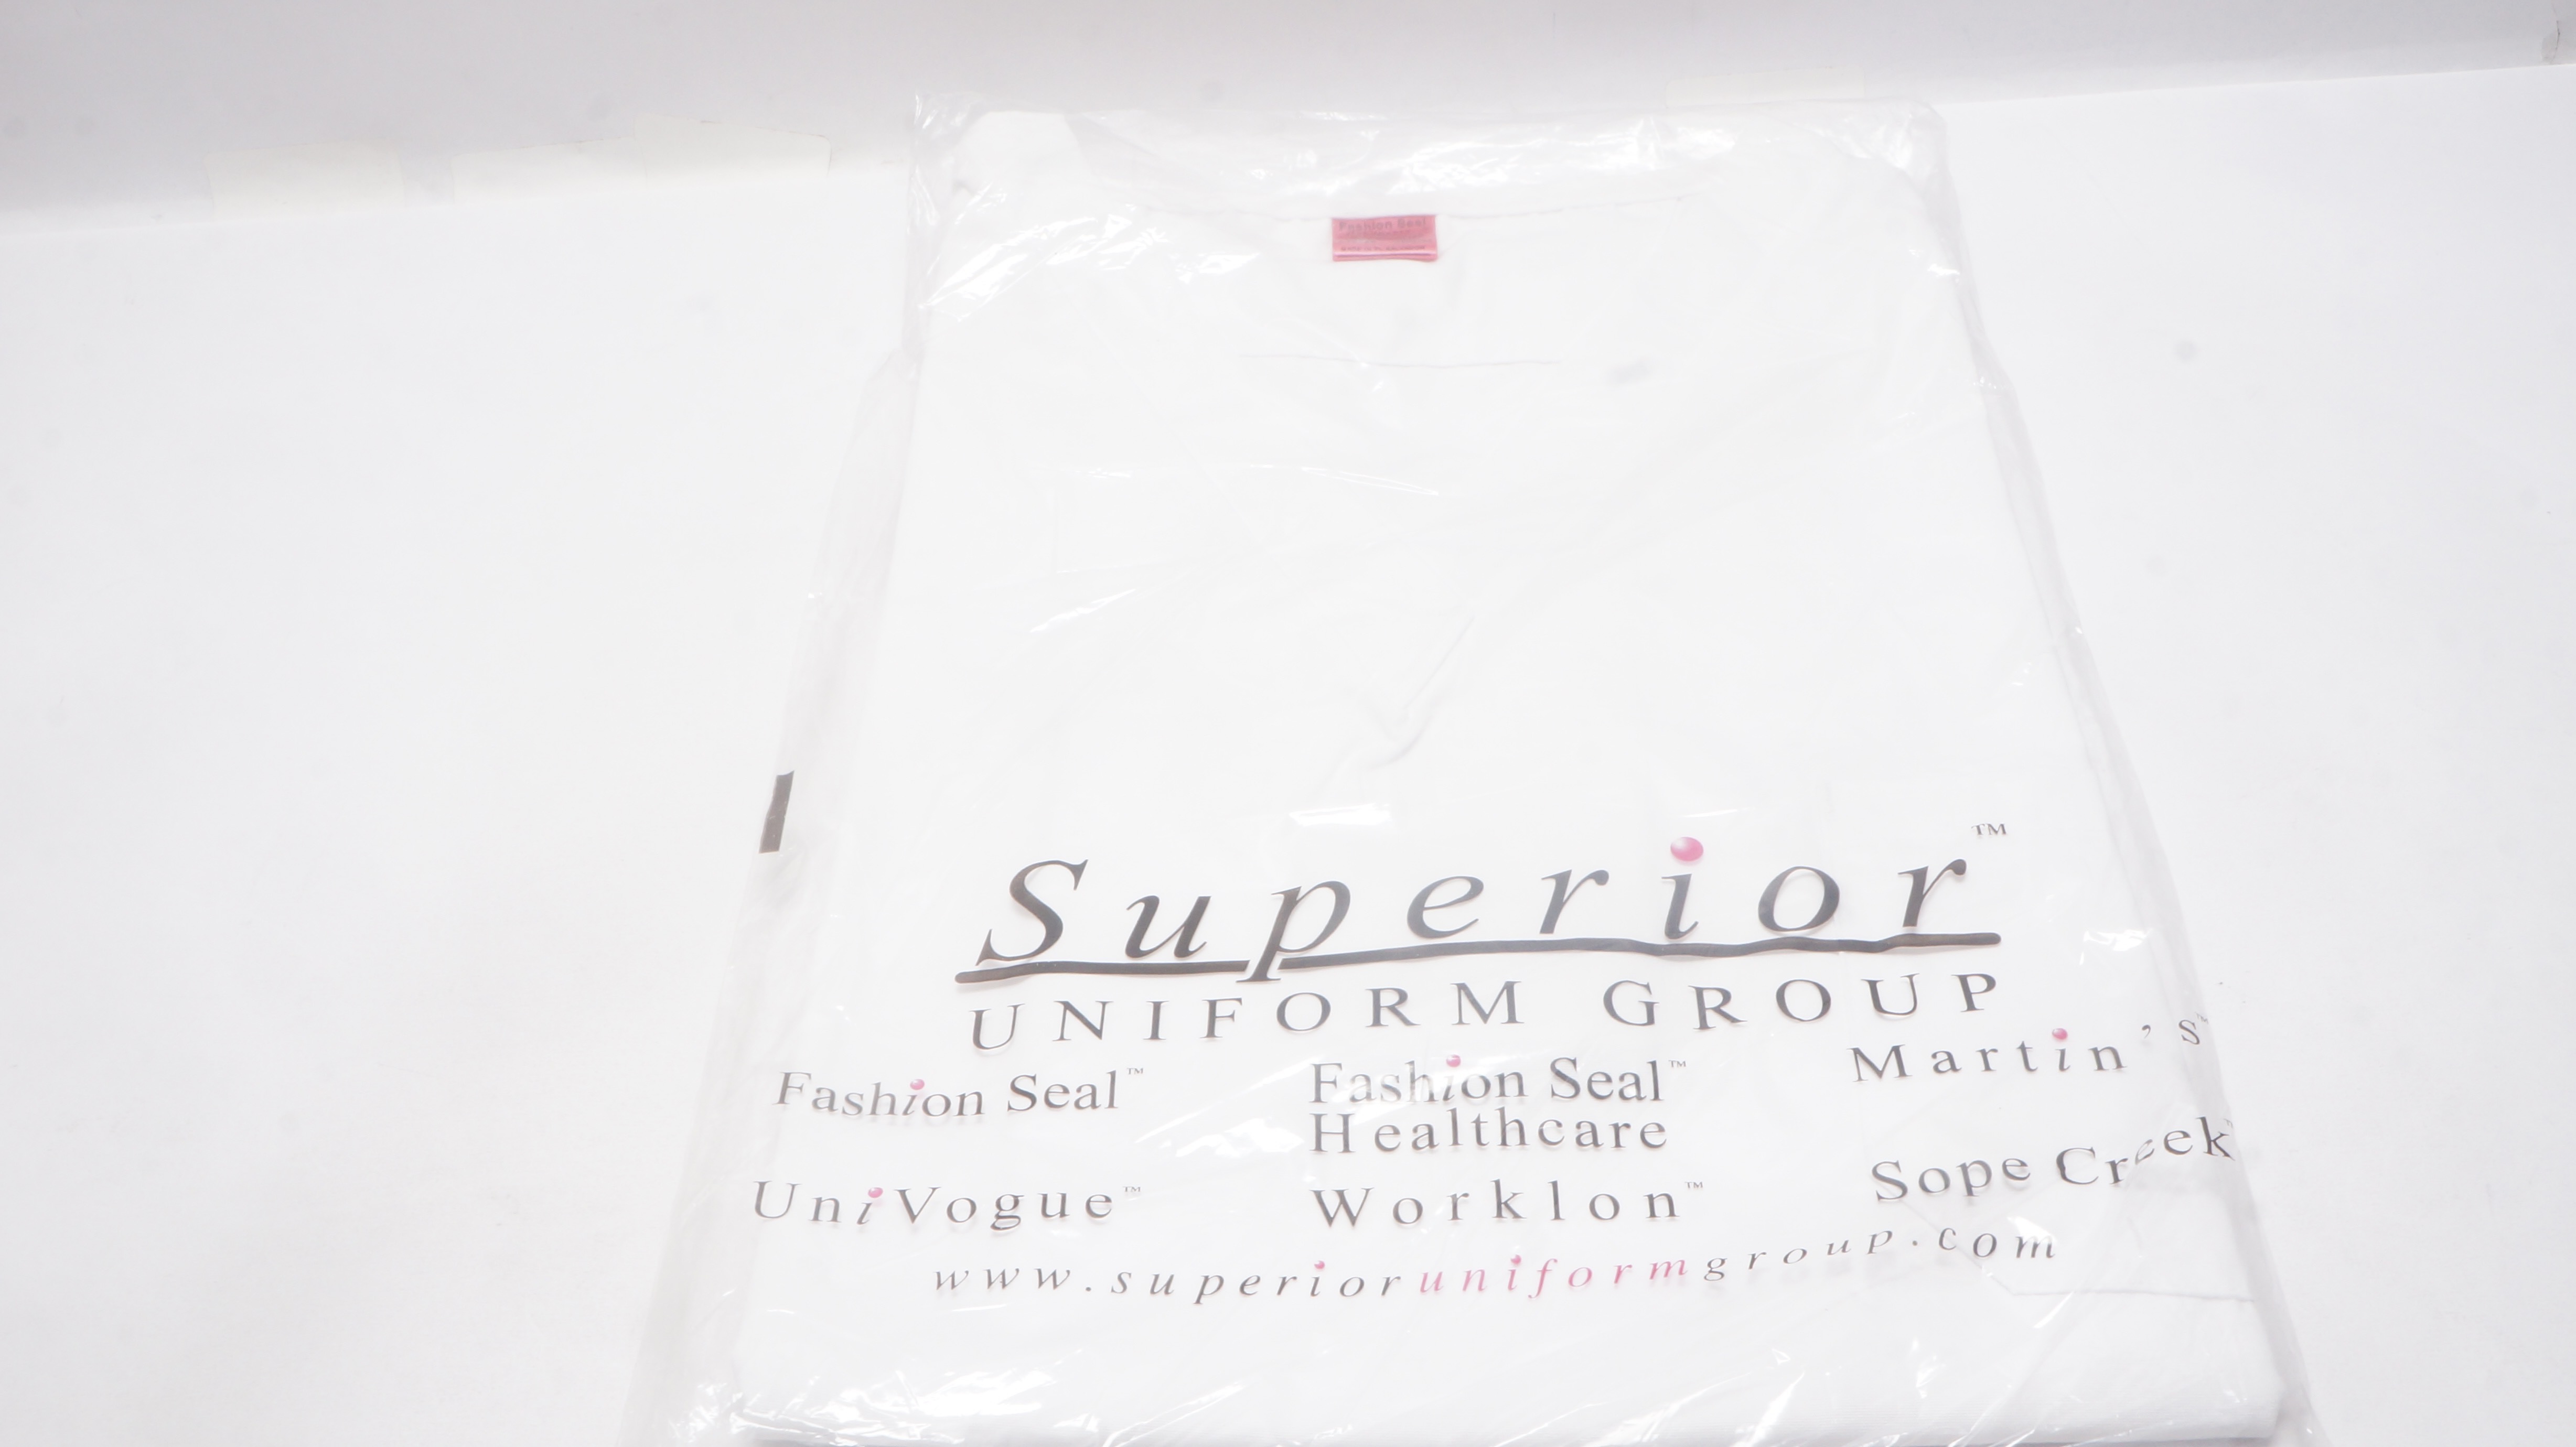 Fashion Seal
Superior™
UNIFORM GROUP
Fashion Seal™
Fashion Seal™
Healthcare
Martin's™
UniVogue™
Worklon™
Sope Creek™
www.superioruniformgroup.com